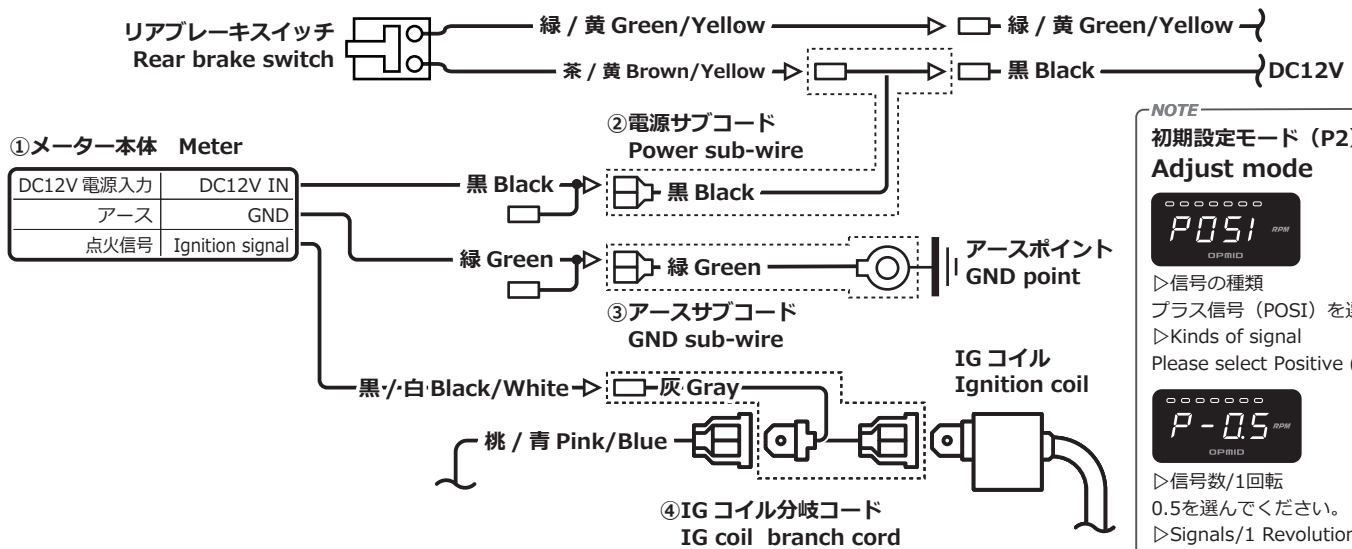 リアブレーキスイッチ
Rear brake switch
緑 / 黄 Green/Yellow
緑 / 黄 Green/Yellow
茶 / 黄 Brown/Yellow
黒 Black
DC12V
①メーター本体 Meter
DC12V 電源入力 DC12V IN
アース GND
点火信号 Ignition signal
②電源サブコード
Power sub-wire
黒 Black
黒 Black
緑 Green
緑 Green
アースポイント
GND point
③アースサブコード
GND sub-wire
黒 / 白 Black/White
灰 Gray
IG コイル
Ignition coil
桃 / 青 Pink/Blue
④IG コイル分岐コード
IG coil branch cord
NOTE
初期設定モード（P2）
Adjust mode
POSI RPM
OPMID
▷信号の種類
プラス信号（POSI）を
▷Kinds of signal
Please select Positive
P-0.5 RPM
OPMID
▷信号数/1回転
0.5を選んでください。
▷Signals/1 Revolution